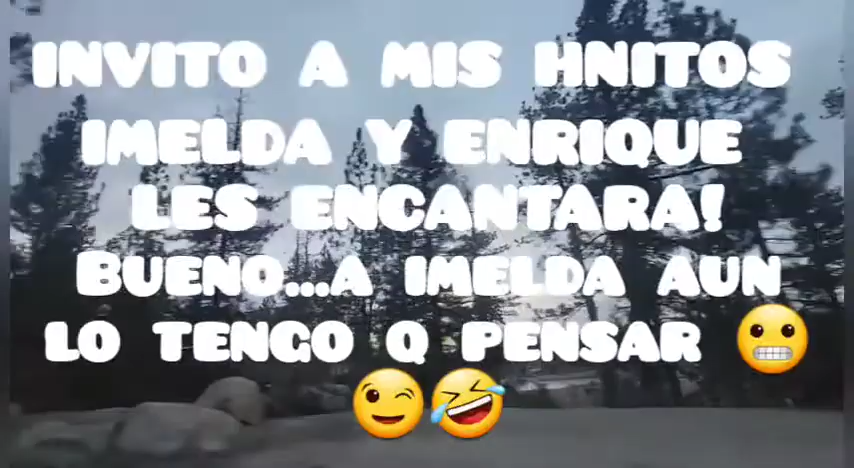 INVITO A MIS HNITOS
IMELDA Y ENRIQUE
LES ENCANTARA!
BUENO...A IMELDA AUN
LO TENGO Q PENSAR 😬
😉🤣